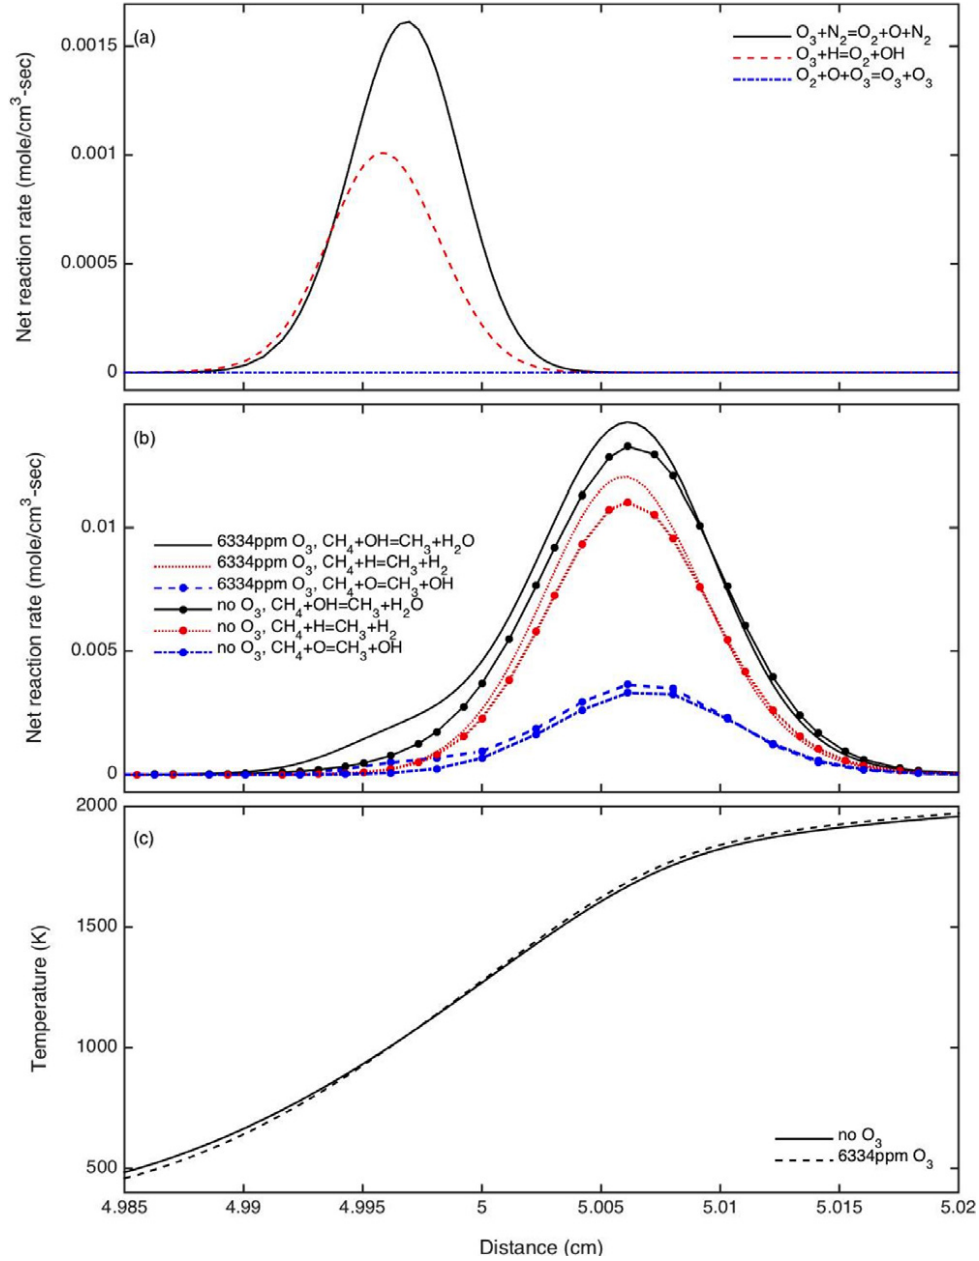 (a)
O₃+N₂=O₂+O+N₂
O₃+H=O₂+OH
O₂+O+O₃=O₃+O₃
0.0015
0.001
0.0005
0
Net reaction rate (mole/cm³-sec)
(b)
6334ppm O₃, CH₄+OH=CH₃+H₂O
6334ppm O₃, CH₄+H=CH₃+H₂
6334ppm O₃, CH₄+O=CH₃+OH
no O₃, CH₄+OH=CH₃+H₂O
no O₃, CH₄+H=CH₃+H₂
no O₃, CH₄+O=CH₃+OH
0.01
0.005
0
Net reaction rate (mole/cm³-sec)
(c)
2000
1500
1000
500
Temperature (K)
no O₃
6334ppm O₃
4.985 4.99 4.995 5 5.005 5.01 5.015 5.02
Distance (cm)